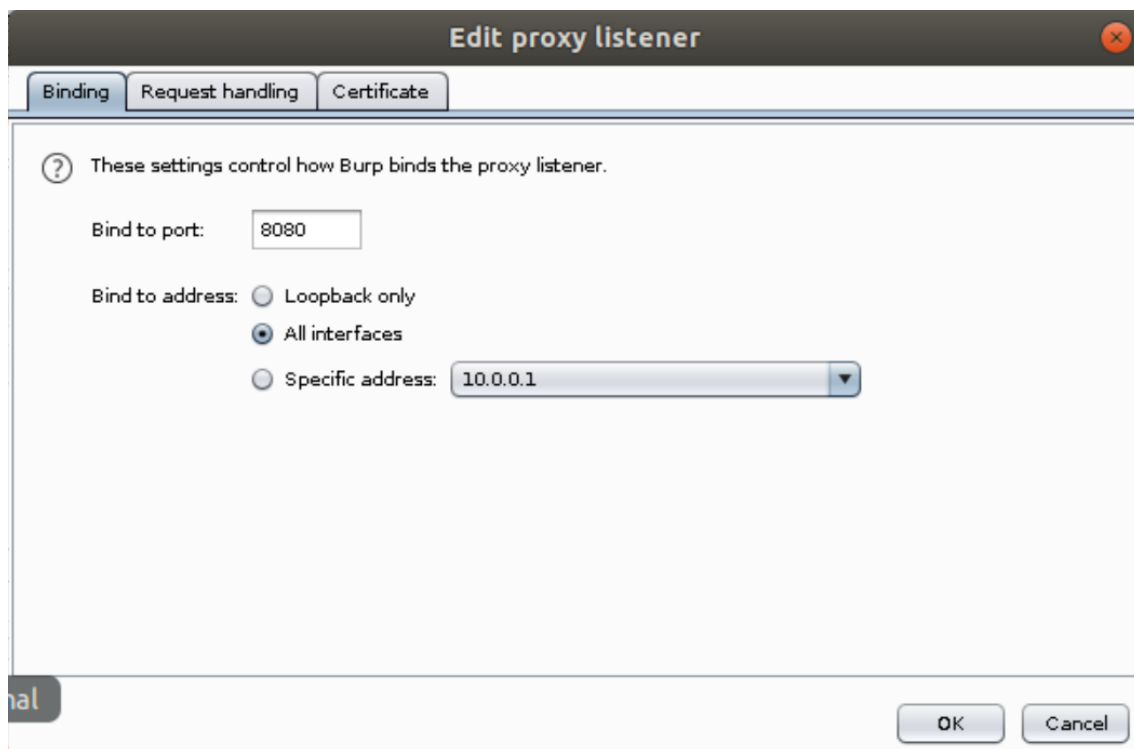 Edit proxy listener
Binding Request handling Certificate
These settings control how Burp binds the proxy listener.
Bind to port: 8080
Bind to address: Loopback only
All interfaces
Specific address: 10.0.0.1
nal
OK Cancel